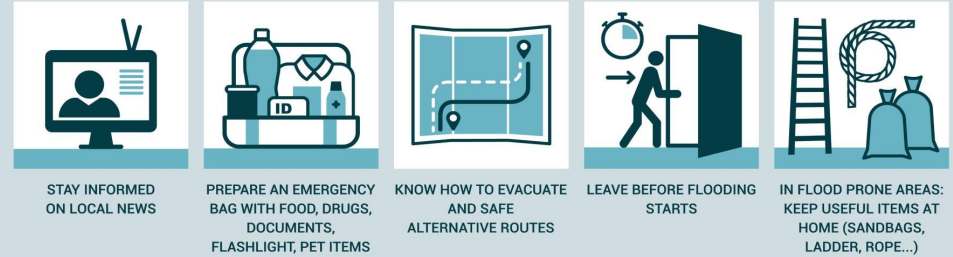 ID
STAY INFORMED
ON LOCAL NEWS
PREPARE AN EMERGENCY
BAG WITH FOOD, DRUGS,
DOCUMENTS,
FLASHLIGHT, PET ITEMS
KNOW HOW TO EVACUATE
AND SAFE
ALTERNATIVE ROUTES
LEAVE BEFORE FLOODING
STARTS
IN FLOOD PRONE AREAS:
KEEP USEFUL ITEMS AT
HOME (SANDBAGS,
LADDER, ROPE...)